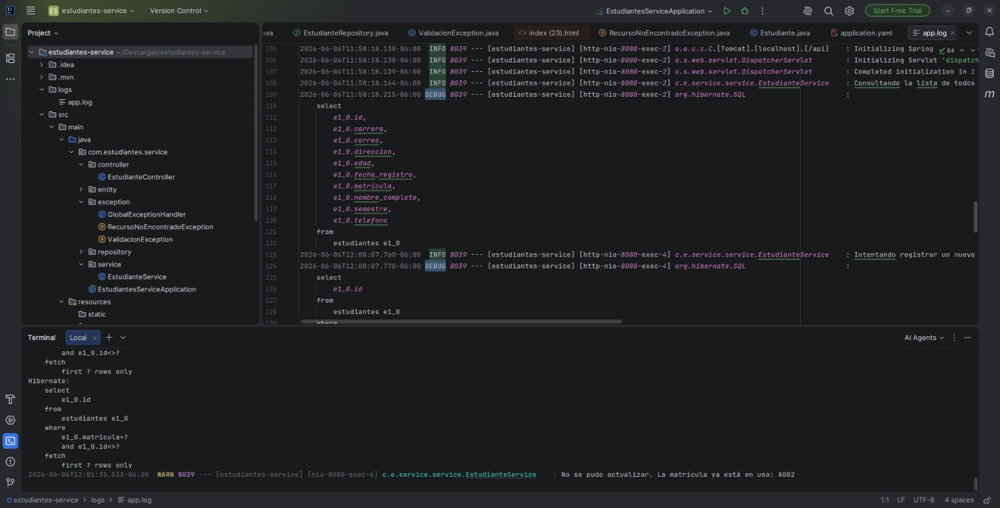 ES estudiantes-service Version Control EstudiantesServiceApplication Start Free Trial
Project
estudiantes-service ~/Descargas/estudiantes-service
.idea
.mvn
logs
app.log
src
main
java
com.estudiantes.service
controller
EstudianteController
entity
exception
GlobalExceptionHandler
RecursoNoEncontradoException
ValidacionException
repository
service
EstudianteService
EstudiantesServiceApplication
resources
static
ava EstudianteRepository.java ValidacionException.java index (23).html RecursoNoEncontradoException.java Estudiante.java application.yaml app.log
105 2026-06-06T11:58:18.138-06:00 INFO 8039 --- [estudiantes-service] [http-nio-8080-exec-2] o.a.c.c.C.[Tomcat].[localhost].[/api] : Initializing Spring 84
106 2026-06-06T11:58:18.138-06:00 INFO 8039 --- [estudiantes-service] [http-nio-8080-exec-2] o.s.web.servlet.DispatcherServlet : Initializing Servlet 'dispatch
107 2026-06-06T11:58:18.139-06:00 INFO 8039 --- [estudiantes-service] [http-nio-8080-exec-2] o.s.web.servlet.DispatcherServlet : Completed initialization in 1
108 2026-06-06T11:58:18.164-06:00 INFO 8039 --- [estudiantes-service] [http-nio-8080-exec-2] c.e.service.service.EstudianteService : Consultando la lista de todos
109 2026-06-06T11:58:18.215-06:00 DEBUG 8039 --- [estudiantes-service] [http-nio-8080-exec-2] org.hibernate.SQL :
110 select
111 e1_0.id,
112 e1_0.carrera,
113 e1_0.correo,
114 e1_0.direccion,
115 e1_0.edad,
116 e1_0.fecha_registro,
117 e1_0.matricula,
118 e1_0.nombre_completo,
119 e1_0.semestre,
120 e1_0.telefono
121 from
122 estudiantes e1_0
123 2026-06-06T12:00:07.760-06:00 INFO 8039 --- [estudiantes-service] [http-nio-8080-exec-4] c.e.service.service.EstudianteService : Intentando registrar un nuevo
124 2026-06-06T12:00:07.770-06:00 DEBUG 8039 --- [estudiantes-service] [http-nio-8080-exec-4] org.hibernate.SQL :
125 select
126 e1_0.id
127 from
128 estudiantes e1_0
129 where
Terminal Local AI Agents
and e1_0.id<>?
fetch
first ? rows only
Hibernate:
select
e1_0.id
from
estudiantes e1_0
where
e1_0.matricula=?
and e1_0.id<>?
fetch
first ? rows only
2026-06-06T12:01:35.533-06:00 WARN 8039 --- [estudiantes-service] [nio-8080-exec-6] c.e.service.service.EstudianteService : No se pudo actualizar. La matrícula ya está en uso: A002
estudiantes-service > logs > app.log 1:1 LF UTF-8 4 spaces